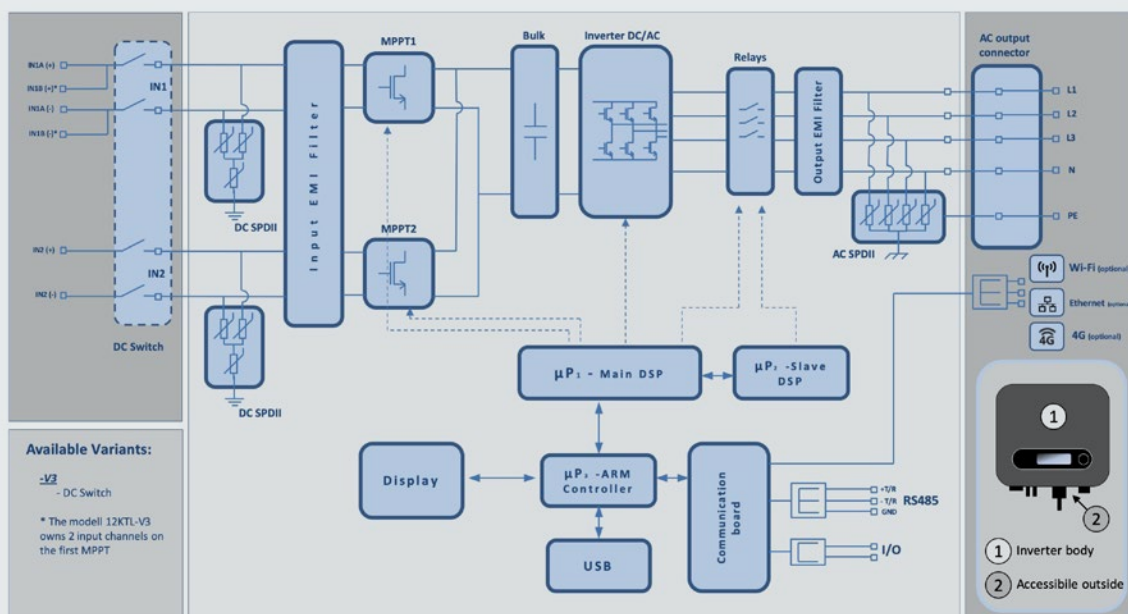 IN1A (+)
IN1B (+)*
IN1A (-)
IN1B (-)*
IN2 (+)
IN2 (-)
IN1
IN2
DC Switch
DC SPDII
DC SPDII
Input EMI Filter
MPPT1
MPPT2
Bulk
Inverter DC/AC
Relays
Output EMI Filter
AC SPDII
AC output
connector
L1
L2
L3
N
PE
Wi-Fi (optional)
Ethernet (optional
4G
4G (optional)
µP₁ - Main DSP
µP₂ -Slave
DSP
Display
µP₃ -ARM
Controller
USB
Communication
board
+T/R
- T/R
GND
RS485
I/O
Available Variants:
-V3
- DC Switch
* The modell 12KTL-V3
owns 2 input channels on
the first MPPT
1
2
1 Inverter body
2 Accessibile outside